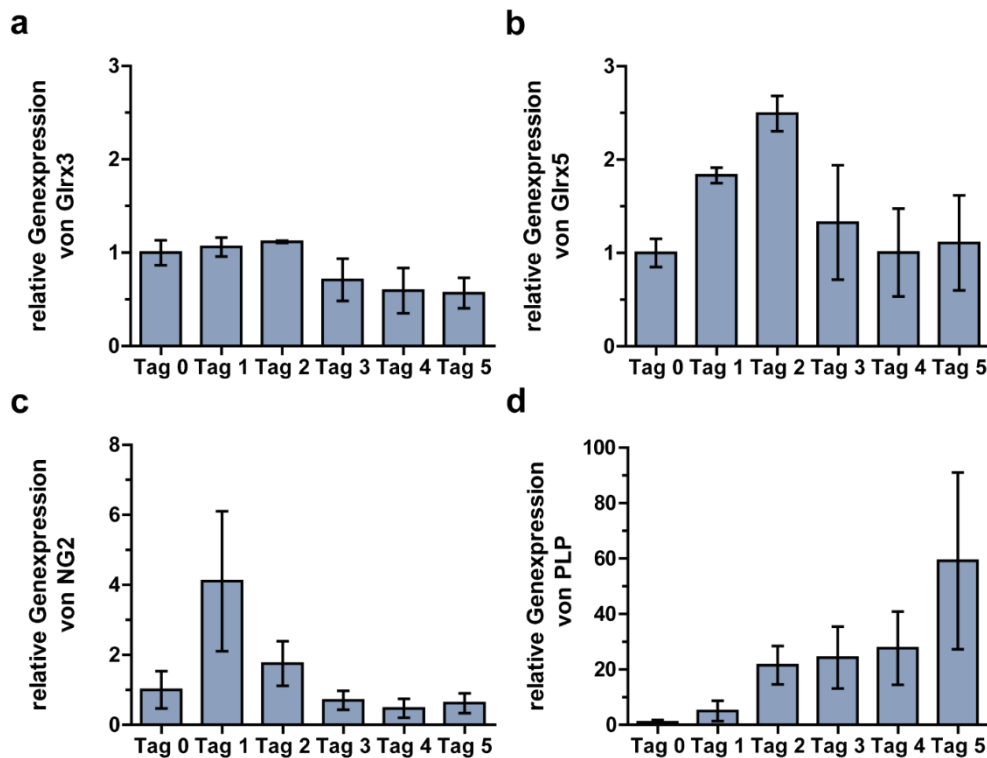 a
relative Genexpression
von Glrx3
3
2
1
0
Tag 0 Tag 1 Tag 2 Tag 3 Tag 4 Tag 5
b
relative Genexpression
von Glrx5
3
2
1
0
Tag 0 Tag 1 Tag 2 Tag 3 Tag 4 Tag 5
c
relative Genexpression
von NG2
8
6
4
2
0
Tag 0 Tag 1 Tag 2 Tag 3 Tag 4 Tag 5
d
relative Genexpression
von PLP
100
80
60
40
20
0
Tag 0 Tag 1 Tag 2 Tag 3 Tag 4 Tag 5